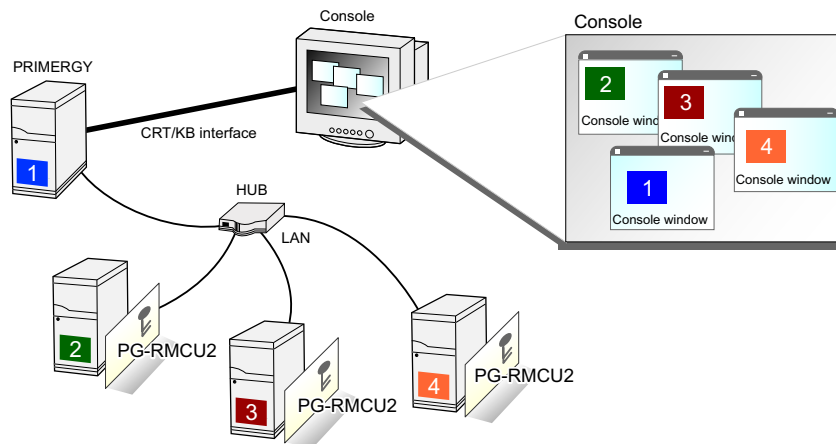 Console
Console
PRIMERGY
2
3
Console window
4
Console window
CRT/KB interface
1
1
Console window
Console window
HUB
LAN
2
PG-RMCU2
3
PG-RMCU2
4
PG-RMCU2